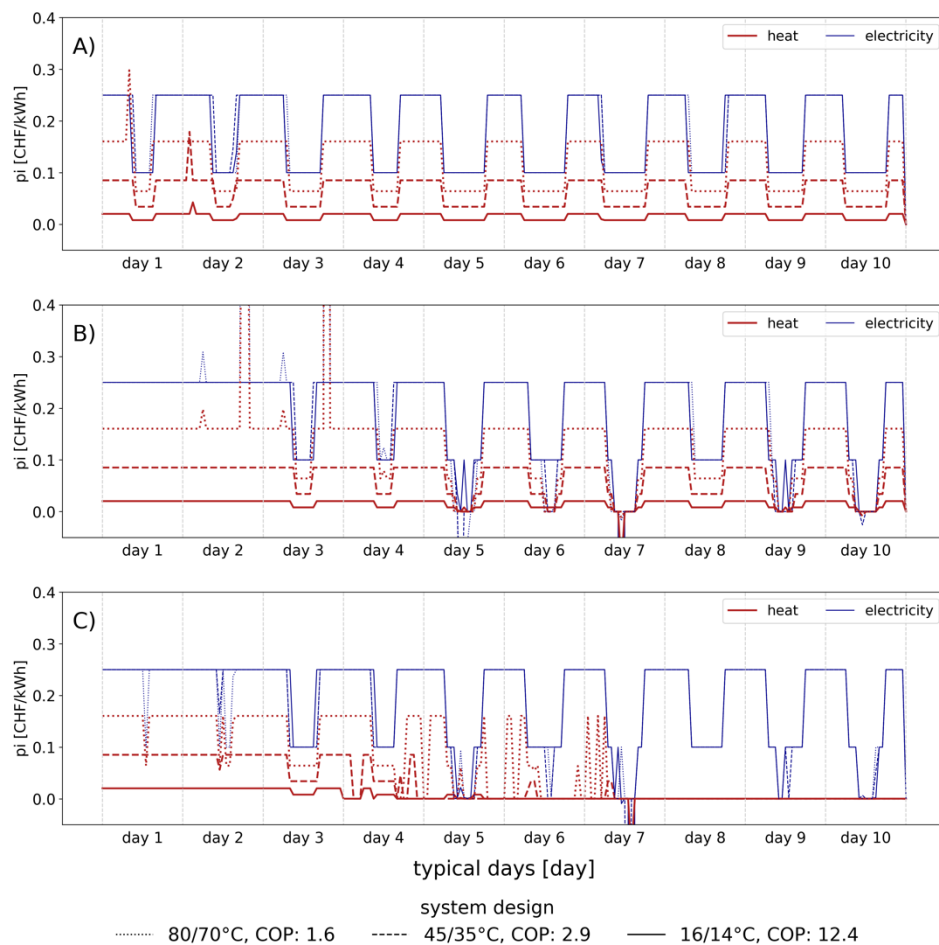 A)
heat electricity
pi [CHF/kWh]
0.4
0.3
0.2
0.1
0.0
day 1 day 2 day 3 day 4 day 5 day 6 day 7 day 8 day 9 day 10
B)
heat electricity
pi [CHF/kWh]
0.4
0.3
0.2
0.1
0.0
day 1 day 2 day 3 day 4 day 5 day 6 day 7 day 8 day 9 day 10
C)
heat electricity
pi [CHF/kWh]
0.4
0.3
0.2
0.1
0.0
day 1 day 2 day 3 day 4 day 5 day 6 day 7 day 8 day 9 day 10
typical days [day]
system design
80/70°C, COP: 1.6 45/35°C, COP: 2.9 16/14°C, COP: 12.4